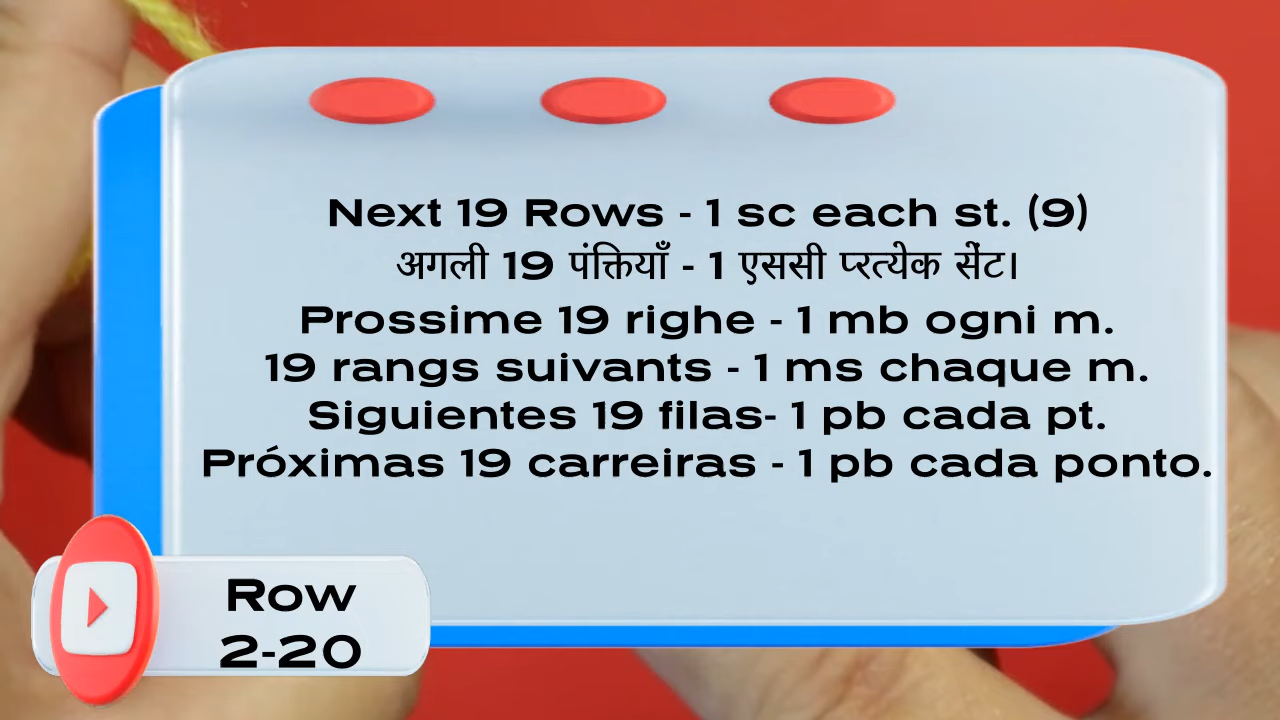 Next 19 Rows - 1 sc each st. (9)
अगली 19 पंक्तियाँ - 1 एससी प्रत्येक सेंट।
Prossime 19 righe - 1 mb ogni m.
19 rangs suivants - 1 ms chaque m.
Siguientes 19 filas- 1 pb cada pt.
Próximas 19 carreiras - 1 pb cada ponto.
Row
2-20